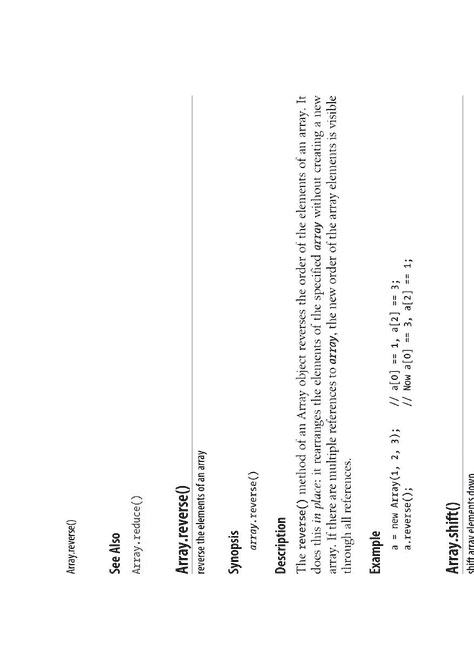 Array.reverse()
See Also
Array.reduce()
Array.reverse()
reverse the elements of an array
Synopsis
array.reverse()
Description
The reverse() method of an Array object reverses the order of the elements of an array. It
does this in place: it rearranges the elements of the specified array without creating a new
array. If there are multiple references to array, the new order of the array elements is visible
through all references.
Example
a = new Array(1, 2, 3);    // a[0] == 1, a[2] == 3;
a.reverse();               // Now a[0] == 3, a[2] == 1;
Array.shift()
shift array elements down